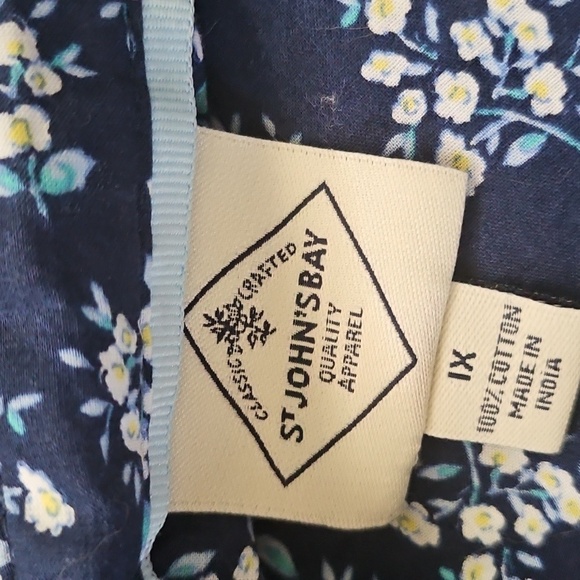 CLASSIC CRAFTED
ST JOHN'S BAY
QUALITY
APPAREL
1X
100% COTTON
MADE IN
INDIA